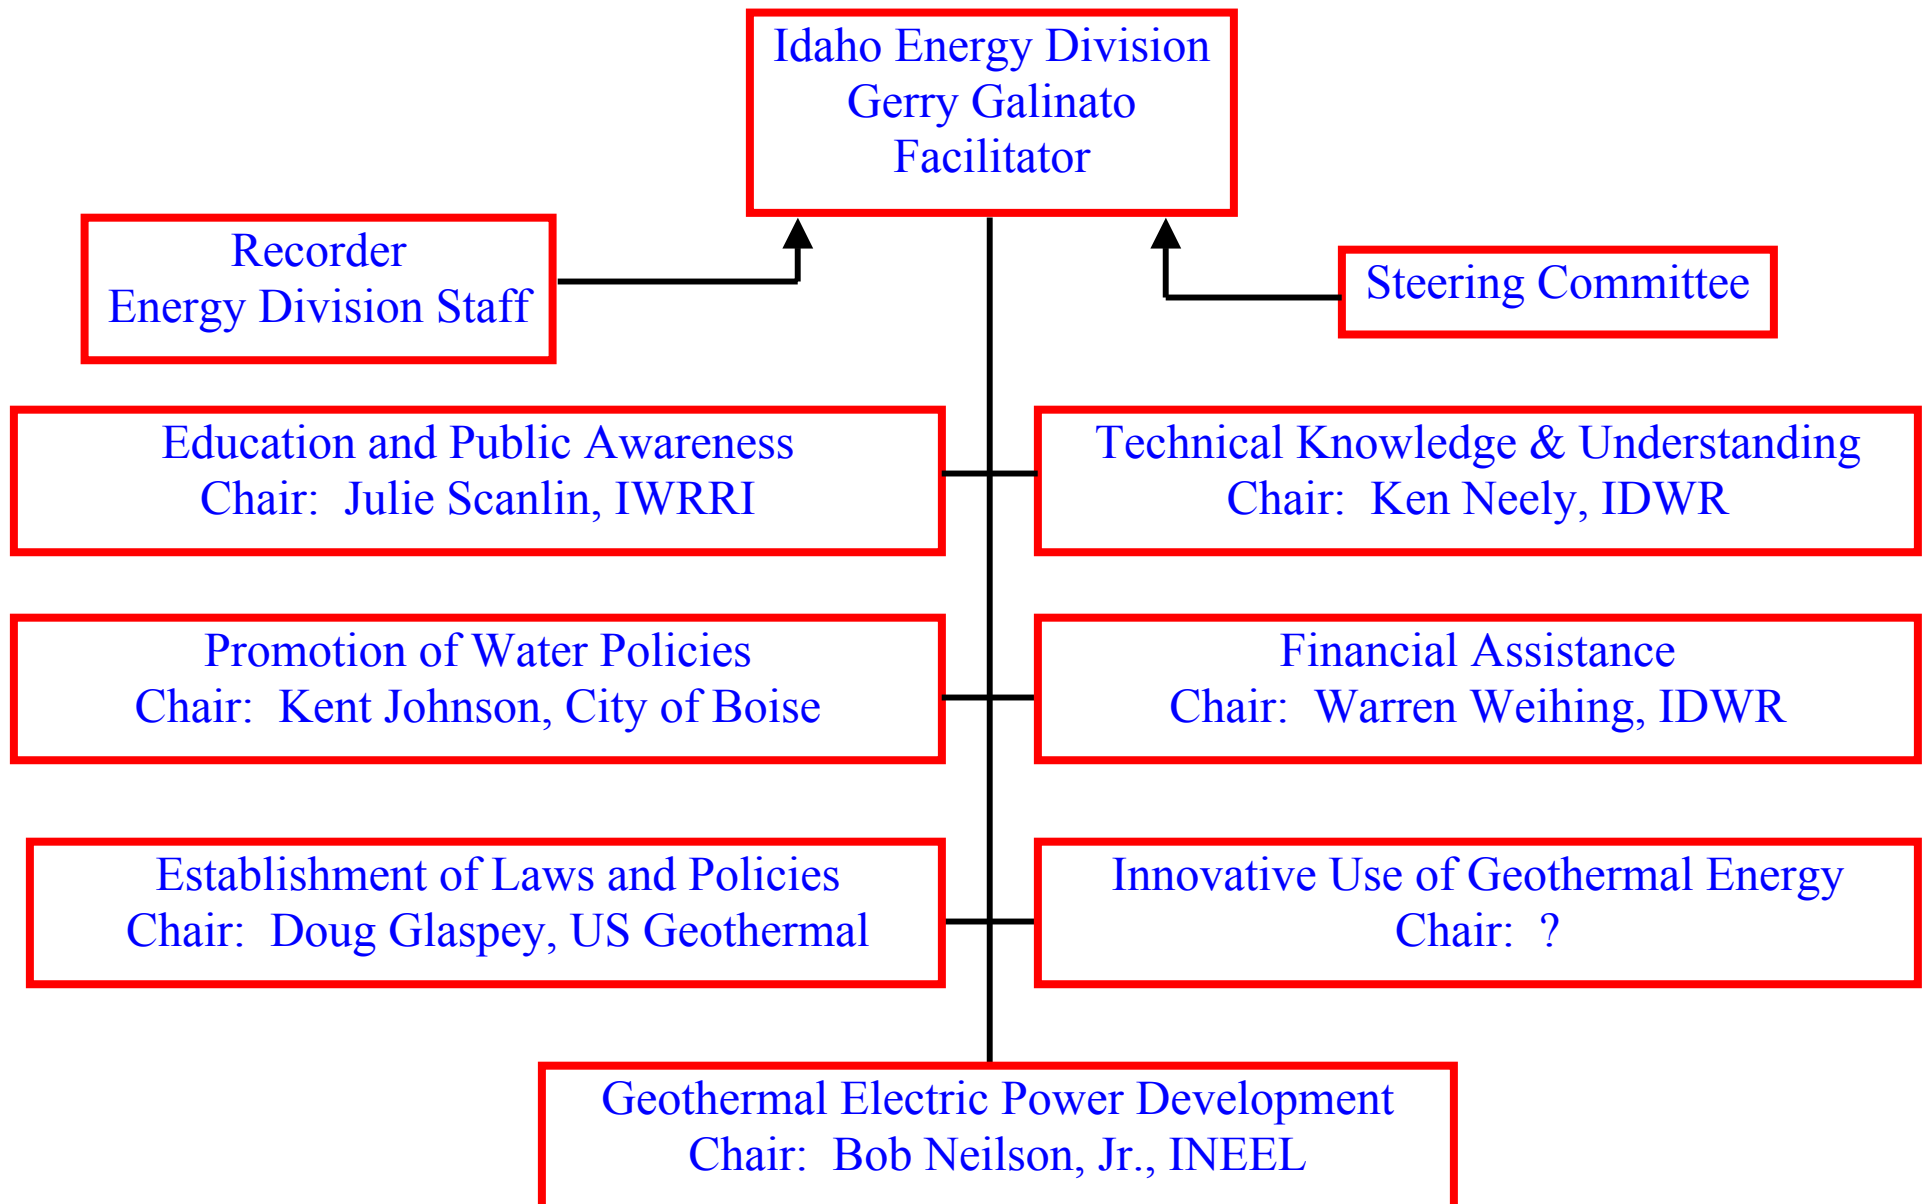 Idaho Energy Division
Gerry Galinato
Facilitator
Recorder
Energy Division Staff
Steering Committee
Education and Public Awareness
Chair:  Julie Scanlin, IWRRI
Technical Knowledge & Understanding
Chair:  Ken Neely, IDWR
Promotion of Water Policies
Chair:  Kent Johnson, City of Boise
Financial Assistance
Chair:  Warren Weihing, IDWR
Establishment of Laws and Policies
Chair:  Doug Glaspey, US Geothermal
Innovative Use of Geothermal Energy
Chair:  ?
Geothermal Electric Power Development
Chair:  Bob Neilson, Jr., INEEL